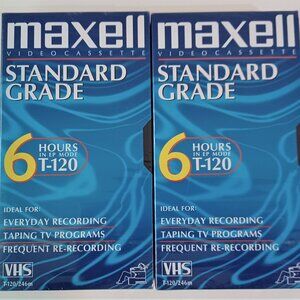 maxell
VIDEOCASSETTE
STANDARD
GRADE
6 HOURS
IN EP MODE
T-120
IDEAL FOR:
EVERYDAY RECORDING
TAPING TV PROGRAMS
FREQUENT RE-RECORDING
VHS
T-120/246m
maxell
VIDEOCASSETTE
STANDARD
GRADE
6 HOURS
IN EP MODE
T-120
IDEAL FOR:
EVERYDAY RECORDING
TAPING TV PROGRAMS
FREQUENT RE-RECORDING
VHS
T-120/246m